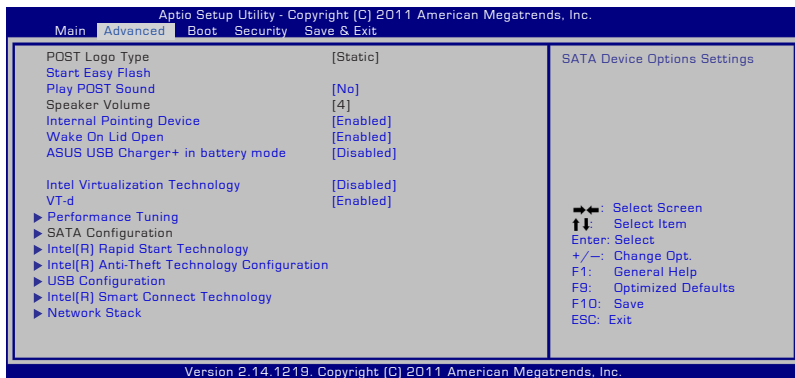 Aptio Setup Utility - Copyright (C) 2011 American Megatrends, Inc.
Main Advanced Boot Security Save & Exit
POST Logo Type [Static]
Start Easy Flash
Play POST Sound [No]
Speaker Volume [4]
Internal Pointing Device [Enabled]
Wake On Lid Open [Enabled]
ASUS USB Charger+ in battery mode [Disabled]
Intel Virtualization Technology [Disabled]
VT-d [Enabled]
Performance Tuning
SATA Configuration
Intel(R) Rapid Start Technology
Intel(R) Anti-Theft Technology Configuration
USB Configuration
Intel(R) Smart Connect Technology
Network Stack
SATA Device Options Settings
→←: Select Screen
↑↓: Select Item
Enter: Select
+/—: Change Opt.
F1: General Help
F9: Optimized Defaults
F10: Save
ESC: Exit
Version 2.14.1219. Copyright (C) 2011 American Megatrends, Inc.